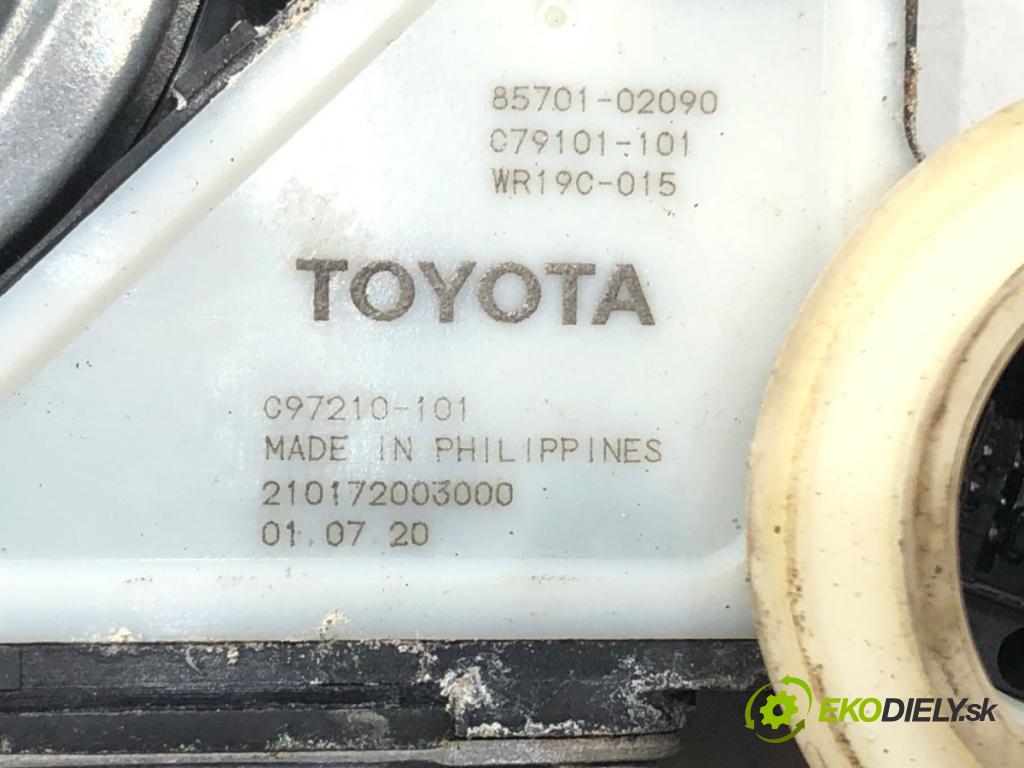 85701-02090
C79101-101
WR19C-015
TOYOTA
C97210-101
MADE IN PHILIPPINES
210172003000
01.07.20
EKODIELY.sk